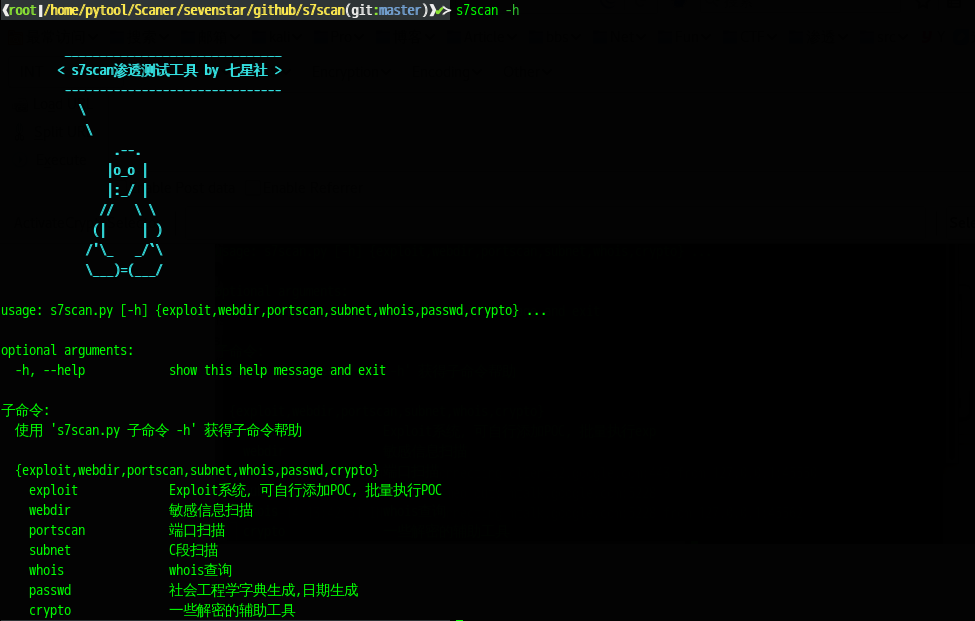 root /home/pytool/Scaner/sevenstar/github/s7scan(git:master) ✔> s7scan -h
 _______________________________
< s7scan渗透测试工具 by 七星社 >
 -------------------------------
   \
    \
        .--.
       |o_o |
       |:_/ |
      //   \ \
     (|     | )
    /'\_   _/`\
    \___)=(___/
usage: s7scan.py [-h] {exploit,webdir,portscan,subnet,whois,passwd,crypto} ...
optional arguments:
  -h, --help            show this help message and exit
子命令:
  使用 's7scan.py 子命令 -h' 获得子命令帮助
  {exploit,webdir,portscan,subnet,whois,passwd,crypto}
    exploit             Exploit系统, 可自行添加POC, 批量执行POC
    webdir              敏感信息扫描
    portscan            端口扫描
    subnet              C段扫描
    whois               whois查询
    passwd              社会工程学字典生成,日期生成
    crypto              一些解密的辅助工具